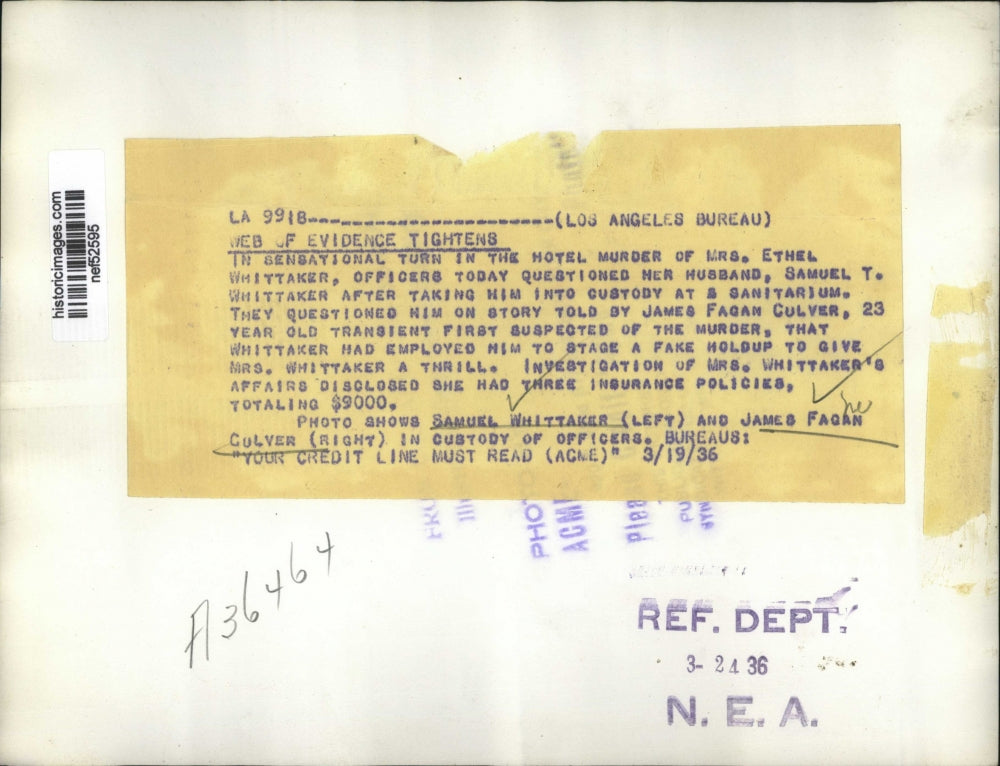 historicimages.com
nef52595
LA 9918---------------------(LOS ANGELES BUREAU)
WEB OF EVIDENCE TIGHTENS
IN SENSATIONAL TURN IN THE HOTEL MURDER OF MRS. ETHEL
WHITTAKER, OFFICERS TODAY QUESTIONED HER HUSBAND, SAMUEL T.
WHITTAKER AFTER TAKING HIM INTO CUSTODY AT A SANITARIUM.
THEY QUESTIONED HIM ON STORY TOLD BY JAMES FAGAN CULVER, 23
YEAR OLD TRANSIENT FIRST SUSPECTED OF THE MURDER, THAT
WHITTAKER HAD EMPLOYED HIM TO STAGE A FAKE HOLDUP TO GIVE
MRS. WHITTAKER A THRILL. INVESTIGATION OF MRS. WHITTAKER'S
AFFAIRS DISCLOSED SHE HAD THREE INSURANCE POLICIES,
TOTALING $9000.
PHOTO SHOWS SAMUEL WHITTAKER (LEFT) AND JAMES FAGAN
CULVER (RIGHT) IN CUSTODY OF OFFICERS. BUREAUS:
"YOUR CREDIT LINE MUST READ (ACME)" 3/19/36
PHOTO
ACM
Plea
PU
A36464
REF. DEPT.
3- 24 36
N. E. A.